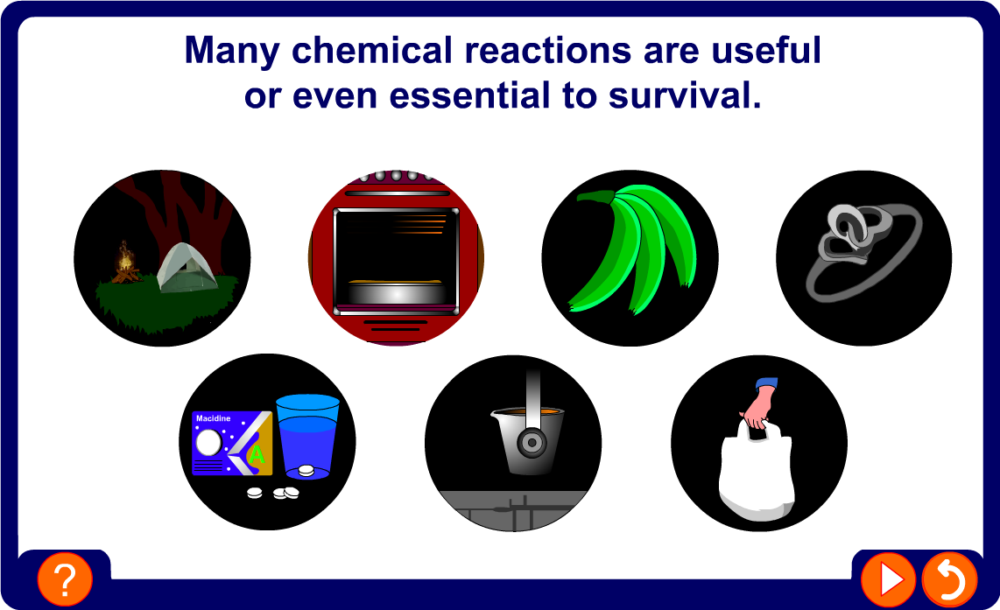 Many chemical reactions are useful
or even essential to survival.
Macidine
A
?